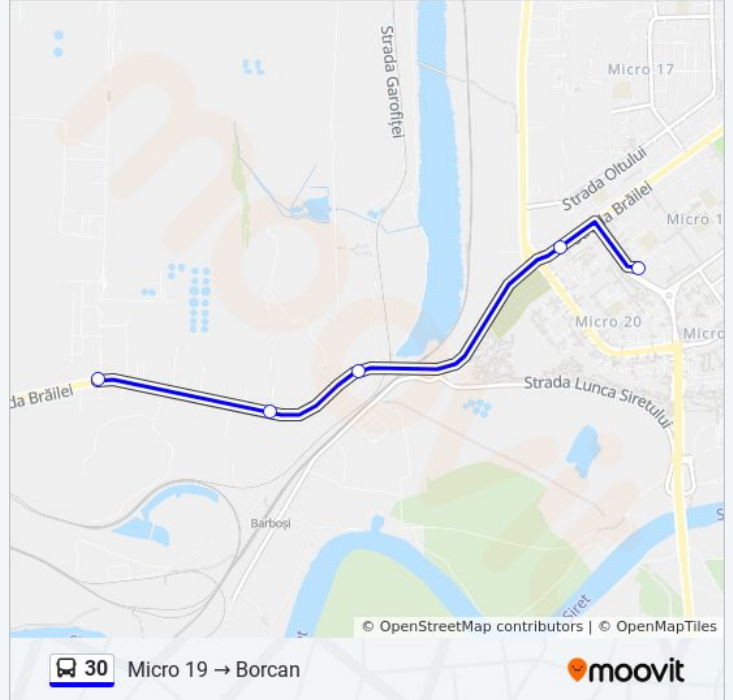 Strada Garofiței
Micro 17
Strada Oltului
da Brăilei
Micro 1
Micro 20
Micro
da Brăilei
Strada Lunca Siretului
Barboși
Siret
© OpenStreetMap contributors | © OpenMapTiles
30 Micro 19 → Borcan
moovit